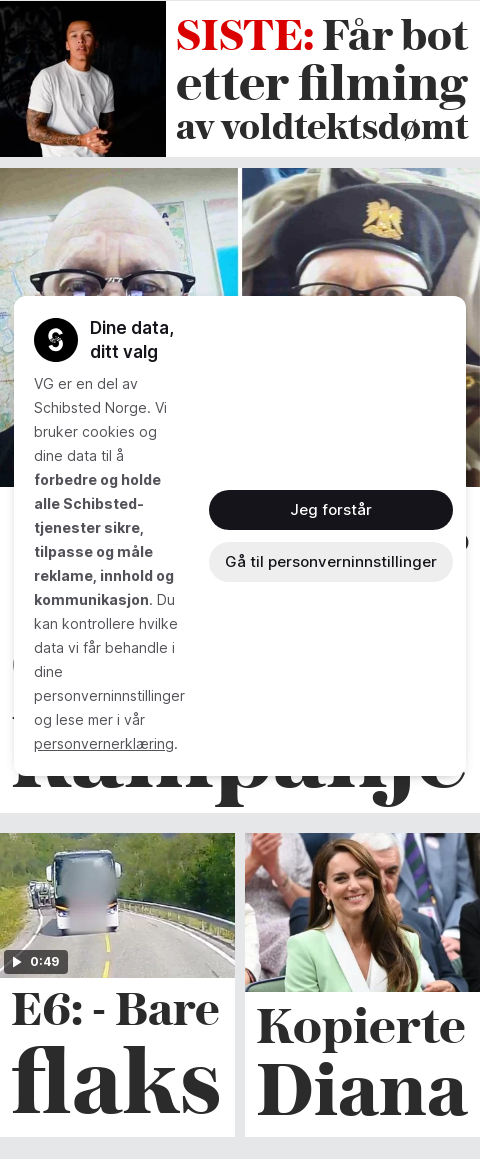 SISTE: Får bot
etter filming
av voldtektsdømt
Dine data,
ditt valg
VG er en del av
Schibsted Norge. Vi
bruker cookies og
dine data til å
forbedre og holde
alle Schibsted-
tjenester sikre,
tilpasse og måle
reklame, innhold og
kommunikasjon. Du
kan kontrollere hvilke
data vi får behandle i
dine
personverninnstillinger
og lese mer i vår
personvernerklæring.
Jeg forstår
Gå til personverninnstillinger
kampanje
0:49
E6: - Bare
flaks
Kopierte
Diana